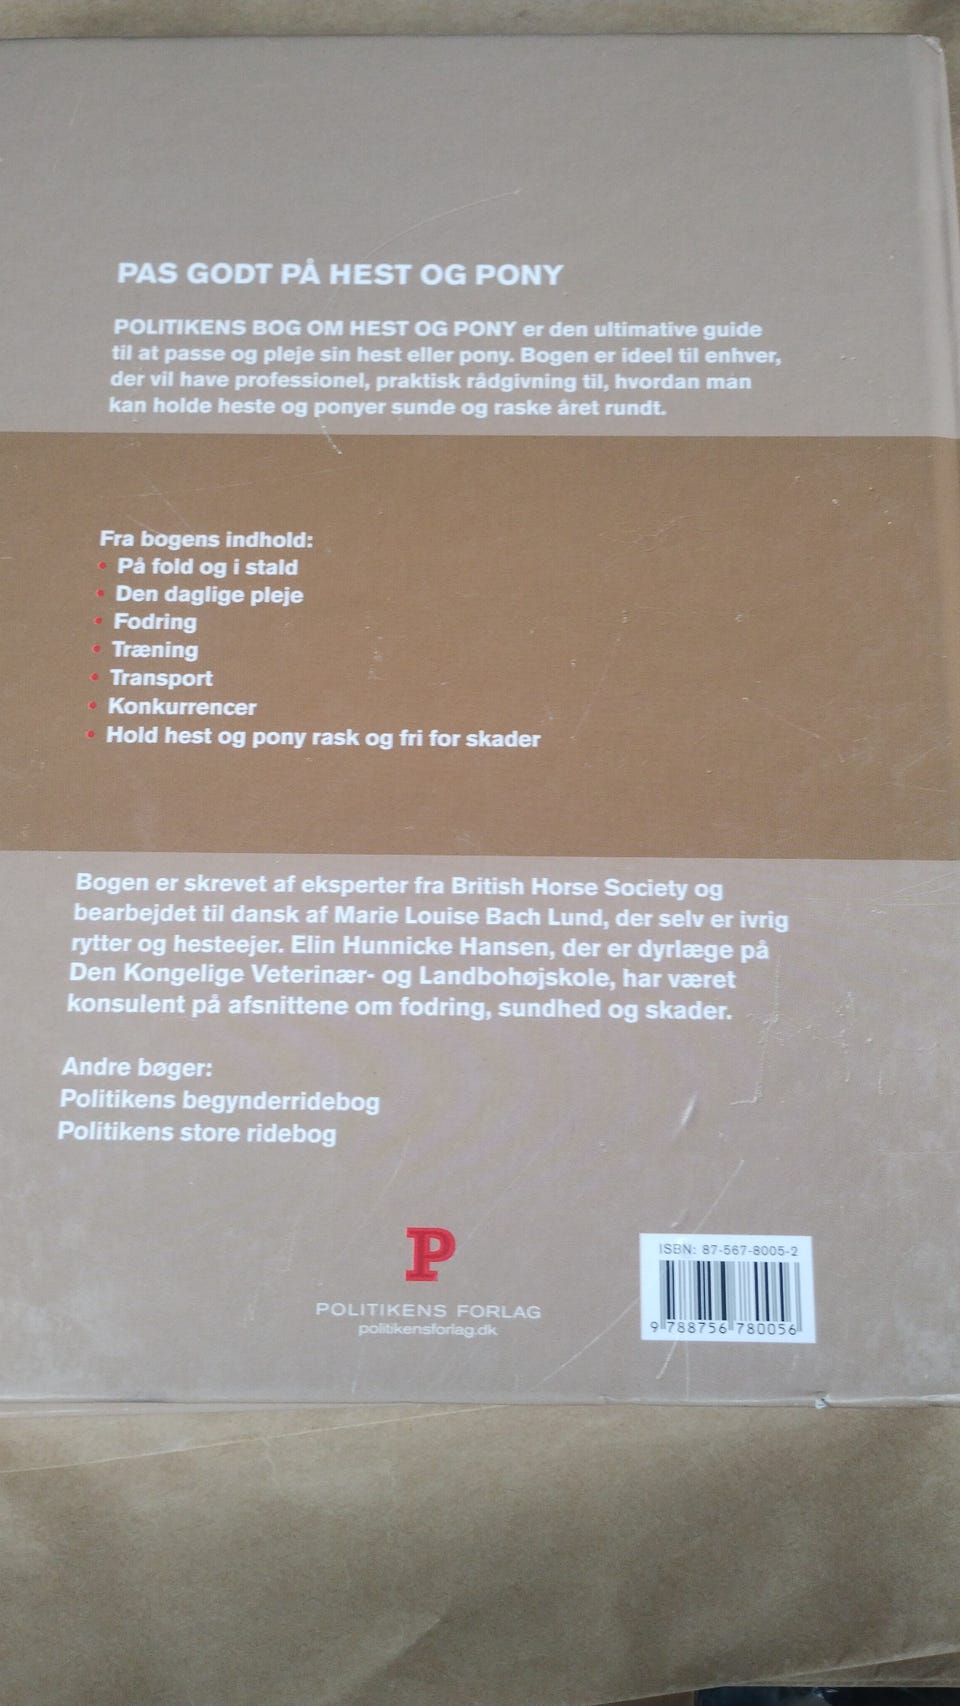 PAS GODT PÅ HEST OG PONY
POLITIKENS BOG OM HEST OG PONY er den ultimative guide
til at passe og pleje sin hest eller pony. Bogen er ideel til enhver,
der vil have professionel, praktisk rådgivning til, hvordan man
kan holde heste og ponyer sunde og raske året rundt.
Fra bogens indhold:
• På fold og i stald
• Den daglige pleje
• Fodring
• Træning
• Transport
• Konkurrencer
• Hold hest og pony rask og fri for skader
Bogen er skrevet af eksperter fra British Horse Society og
bearbejdet til dansk af Marie Louise Bach Lund, der selv er ivrig
rytter og hesteejer. Elin Hunnicke Hansen, der er dyrlæge på
Den Kongelige Veterinær- og Landbohøjskole, har været
konsulent på afsnittene om fodring, sundhed og skader.
Andre bøger:
Politikens begynderridebog
Politikens store ridebog
P
POLITIKENS FORLAG
politikensforlag.dk
ISBN: 87-567-8005-2
9 788756 780056